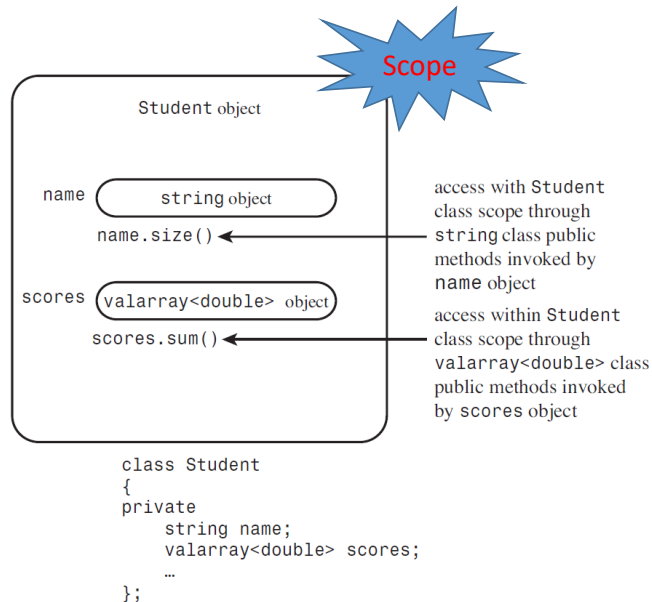 Scope
Student object
name
string object
name.size()
access with Student
class scope through
string class public
methods invoked by
name object
scores
valarray<double> object
scores.sum()
access within Student
class scope through
valarray<double> class
public methods invoked
by scores object
class Student
{
private
string name;
valarray<double> scores;
…
};